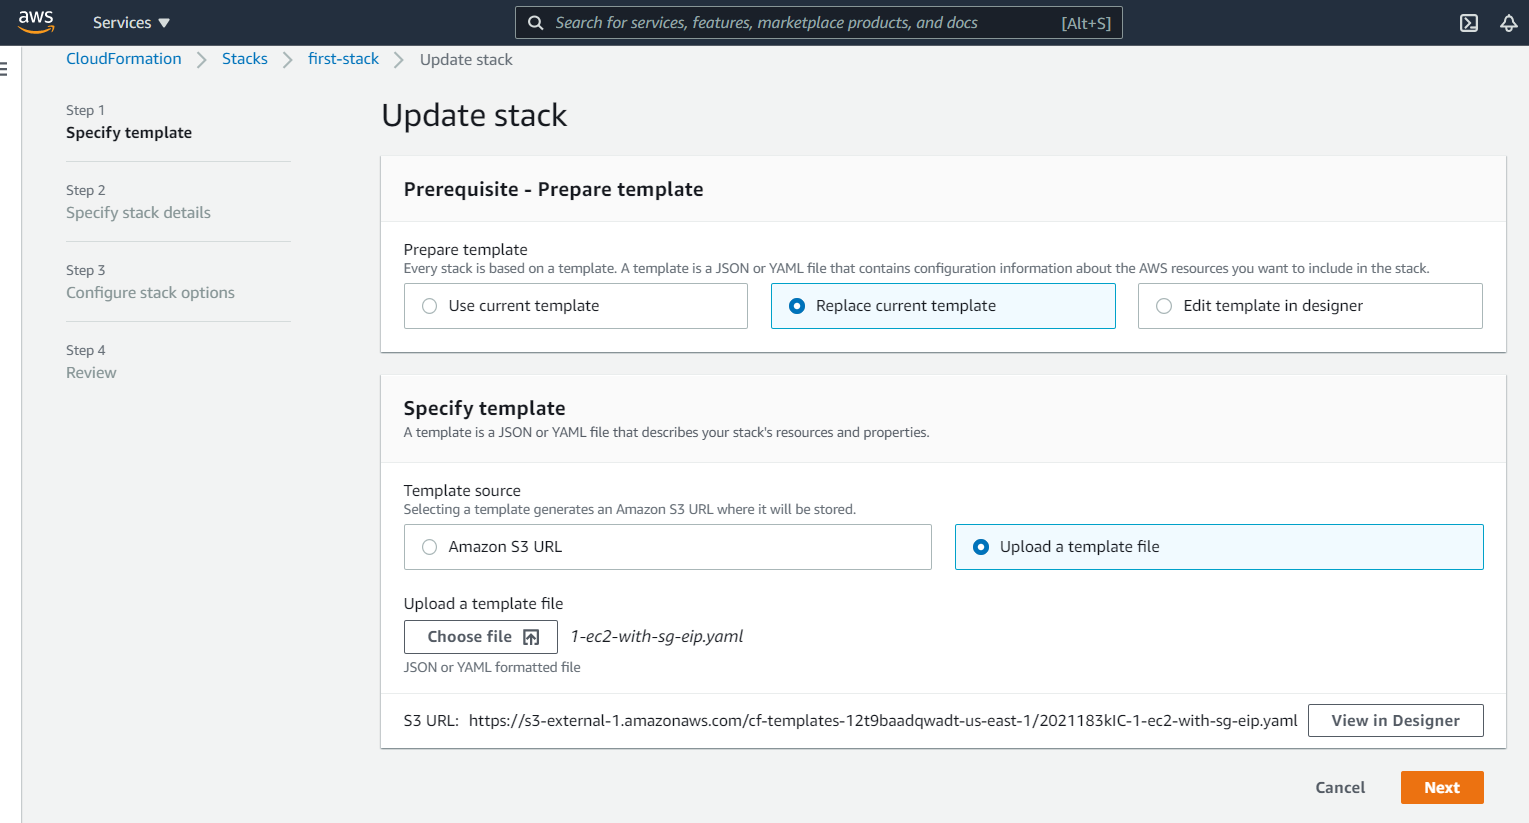 aws
Services
Search for services, features, marketplace products, and docs
[Alt+S]
CloudFormation
Stacks
first-stack
Update stack
Step 1
Specify template
Step 2
Specify stack details
Step 3
Configure stack options
Step 4
Review
Update stack
Prerequisite - Prepare template
Prepare template
Every stack is based on a template. A template is a JSON or YAML file that contains configuration information about the AWS resources you want to include in the stack.
Use current template
Replace current template
Edit template in designer
Specify template
A template is a JSON or YAML file that describes your stack's resources and properties.
Template source
Selecting a template generates an Amazon S3 URL where it will be stored.
Amazon S3 URL
Upload a template file
Upload a template file
Choose file
1-ec2-with-sg-eip.yaml
JSON or YAML formatted file
S3 URL: https://s3-external-1.amazonaws.com/cf-templates-12t9baadqwadt-us-east-1/2021183kIC-1-ec2-with-sg-eip.yaml
View in Designer
Cancel
Next